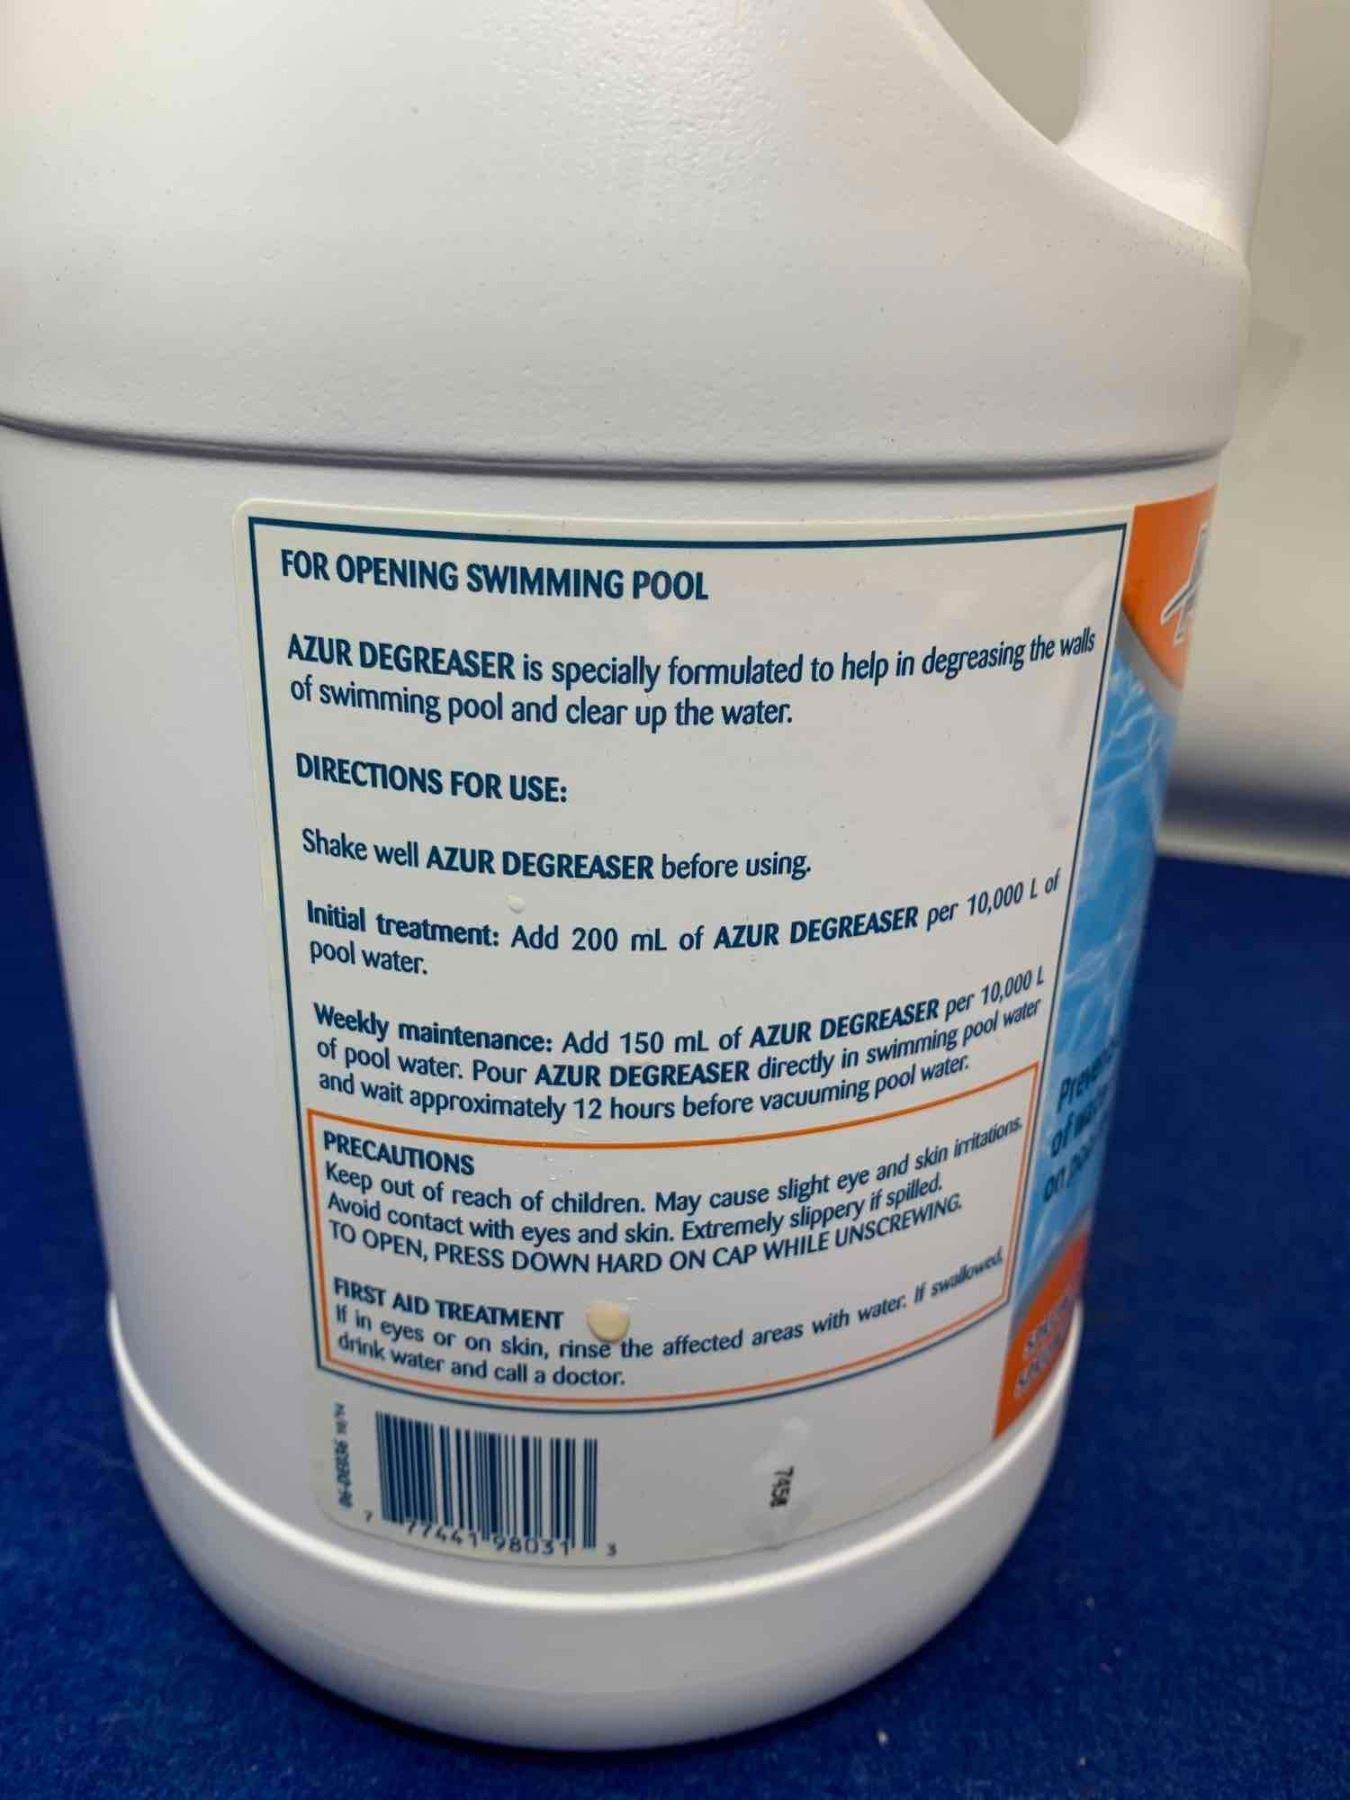 FOR OPENING SWIMMING POOL
AZUR DEGREASER is specially formulated to help in degreasing the walls
of swimming pool and clear up the water.
DIRECTIONS FOR USE:
Shake well AZUR DEGREASER before using.
Initial treatment: Add 200 mL of AZUR DEGREASER per 10,000 L of
pool water.
Weekly maintenance: Add 150 mL of AZUR DEGREASER per 10,000 L
of pool water. Pour AZUR DEGREASER directly in swimming pool water
and wait approximately 12 hours before vacuuming pool water.
PRECAUTIONS
Keep out of reach of children. May cause slight eye and skin irritations.
Avoid contact with eyes and skin. Extremely slippery if spilled.
TO OPEN, PRESS DOWN HARD ON CAP WHILE UNSCREWING.
FIRST AID TREATMENT
If in eyes or on skin, rinse the affected areas with water. If swallowed,
drink water and call a doctor.
7 77441 98031 3
7458